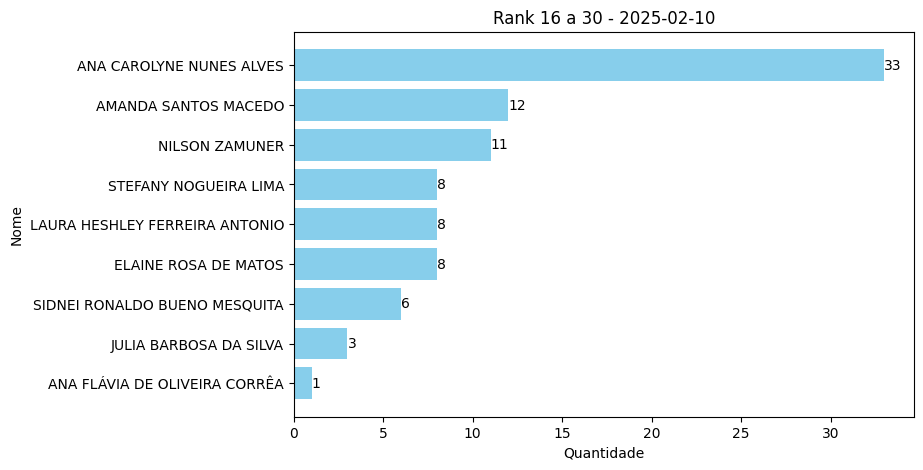 Rank 16 a 30 - 2025-02-10
ANA CAROLYNE NUNES ALVES 33
AMANDA SANTOS MACEDO 12
NILSON ZAMUNER 11
STEFANY NOGUEIRA LIMA 8
LAURA HESHLEY FERREIRA ANTONIO 8
ELAINE ROSA DE MATOS 8
SIDNEI RONALDO BUENO MESQUITA 6
JULIA BARBOSA DA SILVA 3
ANA FLÁVIA DE OLIVEIRA CORRÊA 1
Nome
0 5 10 15 20 25 30
Quantidade